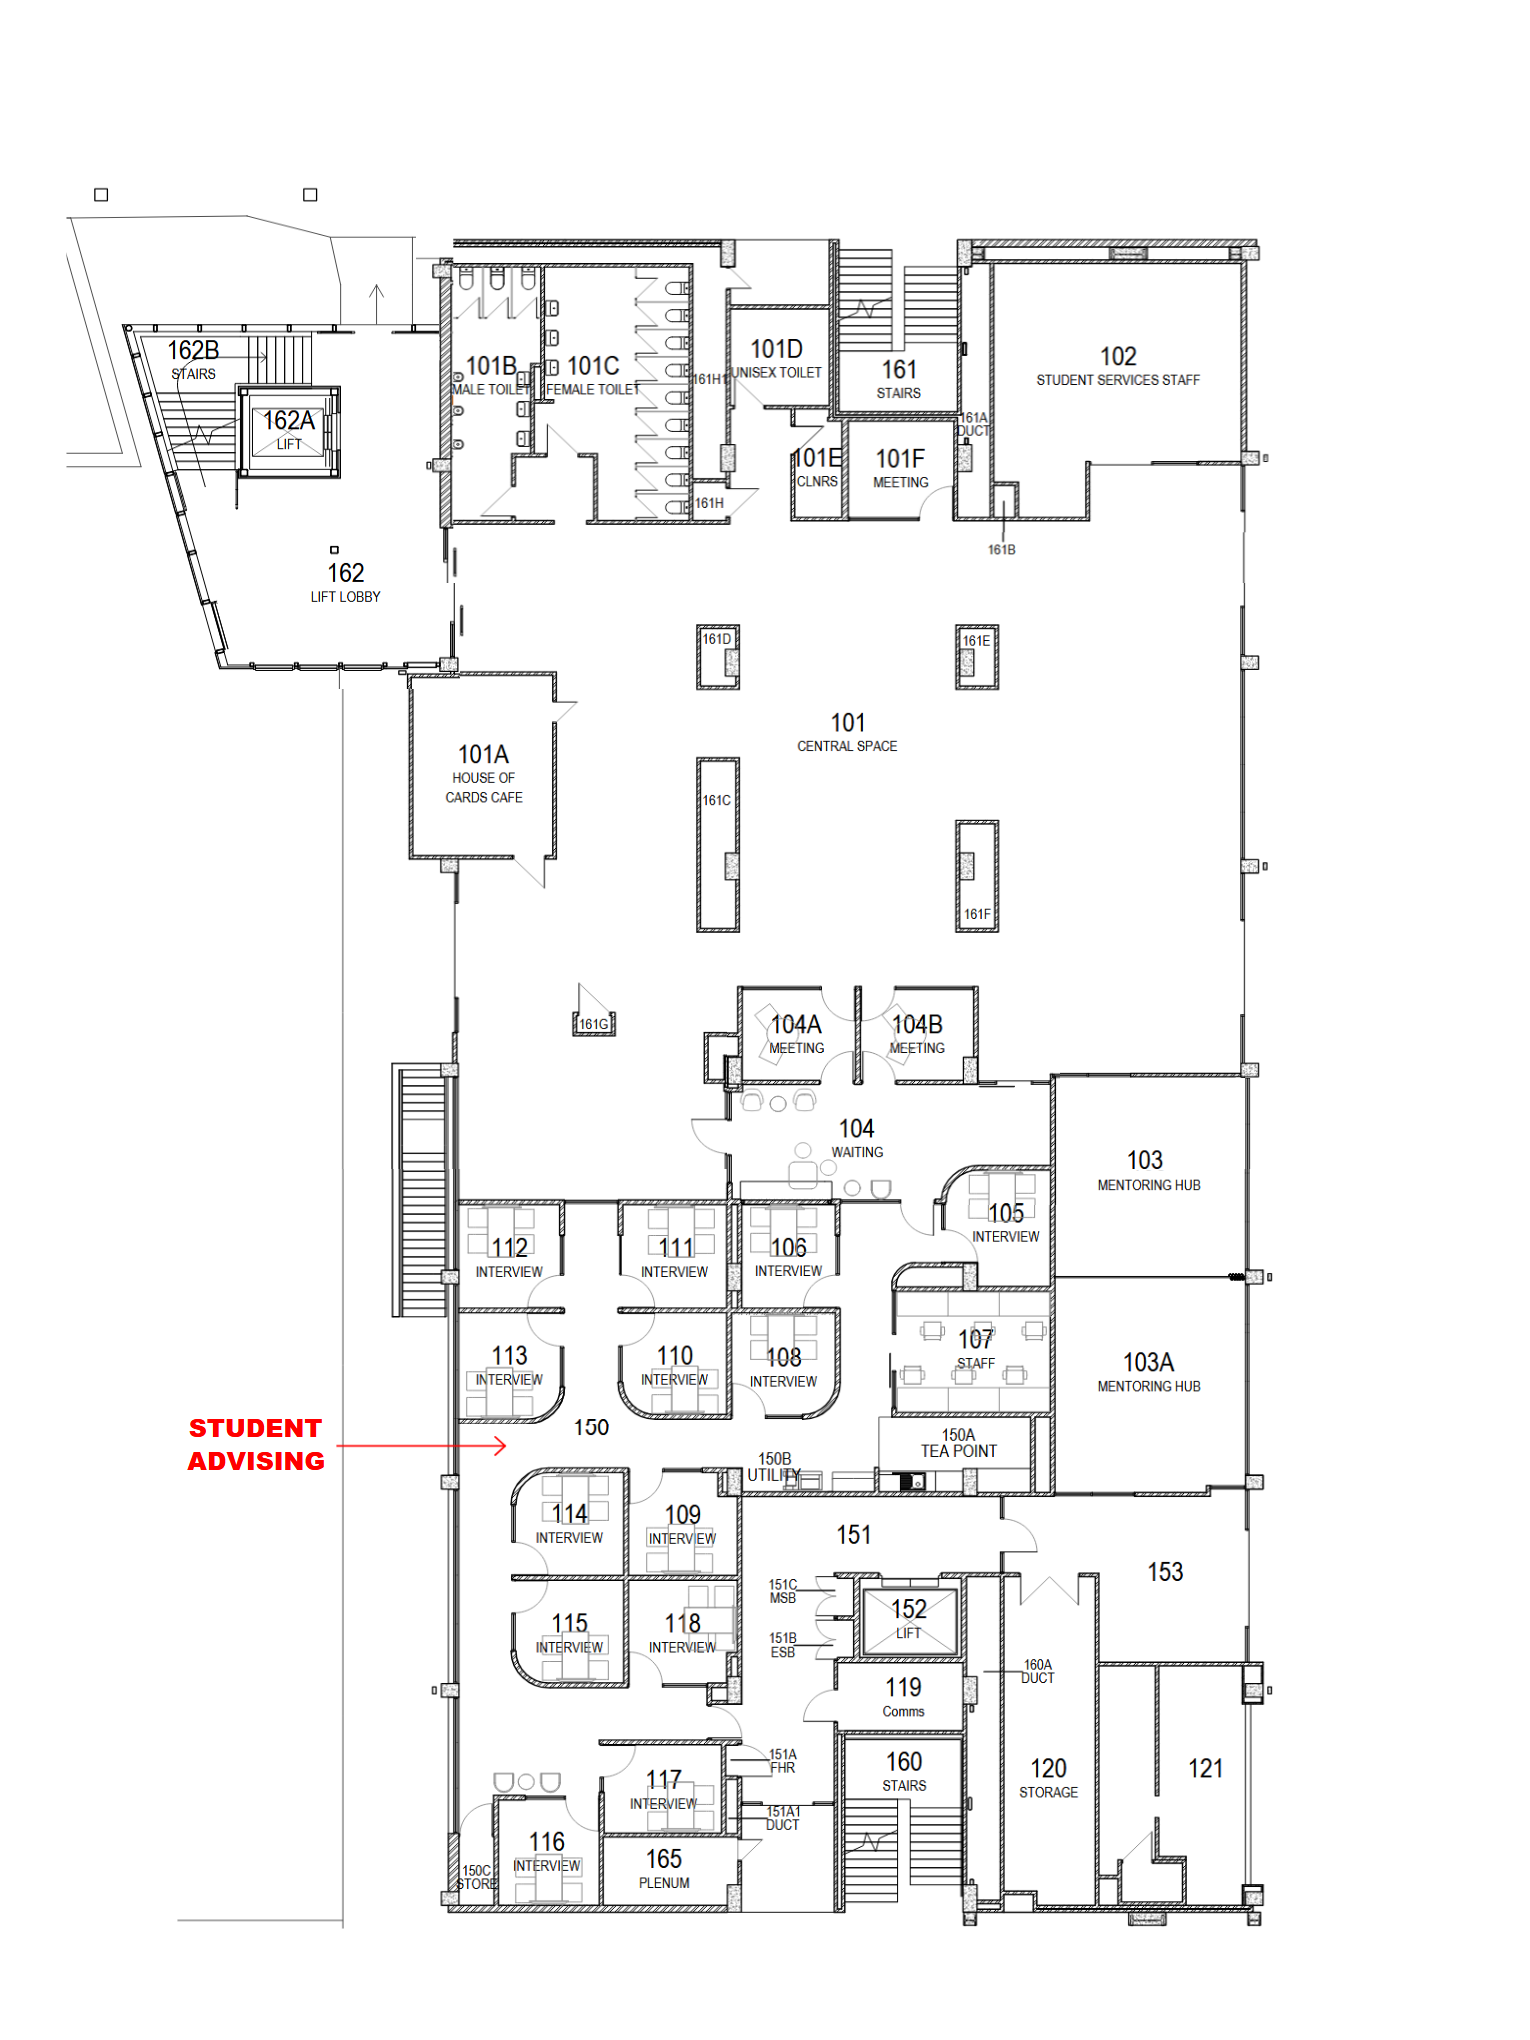 162B
STAIRS
162A
LIFT
162
LIFT LOBBY
101B
MALE TOILET
101C
FEMALE TOILET
161H1
161H
101D
UNISEX TOILET
161
STAIRS
161A
DUCT
102
STUDENT SERVICES STAFF
101E
CLNRS
101F
MEETING
161B
161D
161E
101
CENTRAL SPACE
101A
HOUSE OF
CARDS CAFE
161C
161F
161G
104A
MEETING
104B
MEETING
104
WAITING
103
MENTORING HUB
105
INTERVIEW
112
INTERVIEW
111
INTERVIEW
106
INTERVIEW
107
STAFF
103A
MENTORING HUB
113
INTERVIEW
110
INTERVIEW
108
INTERVIEW
STUDENT
ADVISING
150
150A
TEA POINT
150B
UTILITY
114
INTERVIEW
109
INTERVIEW
151
153
151C
MSB
151B
ESB
152
LIFT
115
INTERVIEW
118
INTERVIEW
160A
DUCT
119
Comms
151A
FHR
160
STAIRS
120
STORAGE
121
117
INTERVIEW
151A1
DUCT
116
INTERVIEW
165
PLENUM
150C
STORE